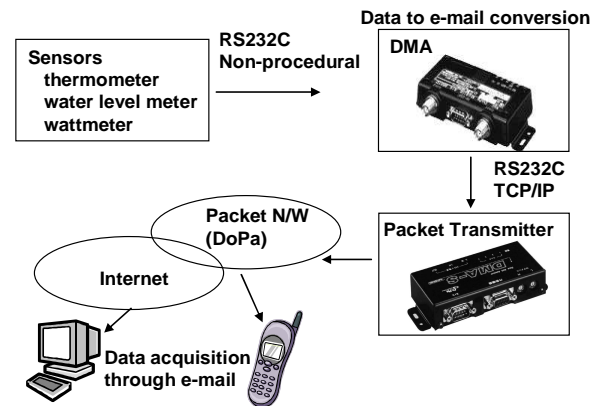 Data to e-mail conversion
Sensors
thermometer
water level meter
wattmeter
RS232C
Non-procedural
DMA
RS232C
TCP/IP
Packet Transmitter
DMA-S
Packet N/W
(DoPa)
Internet
Data acquisition
through e-mail